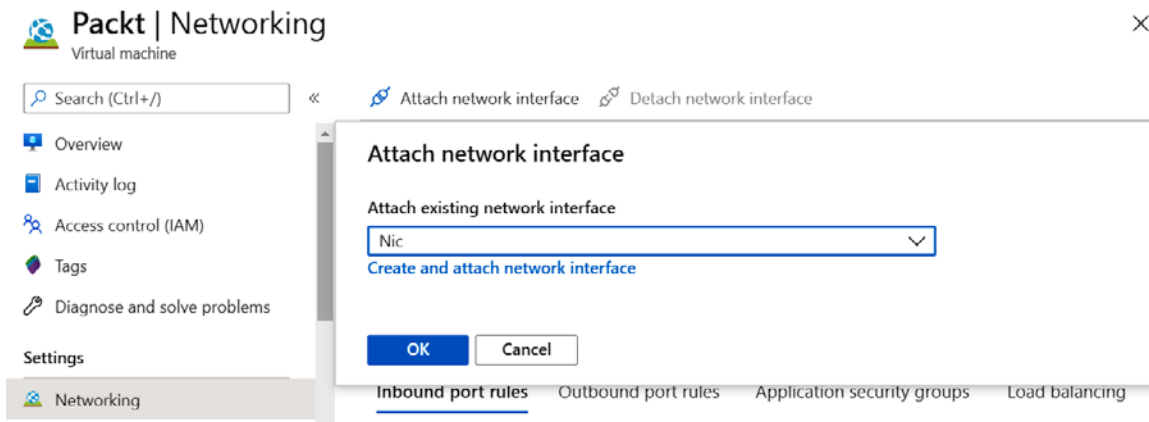 Packt | Networking
Virtual machine
Search (Ctrl+/)
«
Overview
Activity log
Access control (IAM)
Tags
Diagnose and solve problems
Settings
Networking
Attach network interface
Detach network interface
Attach network interface
Attach existing network interface
Nic
Create and attach network interface
OK
Cancel
Inbound port rules
Outbound port rules
Application security groups
Load balancing